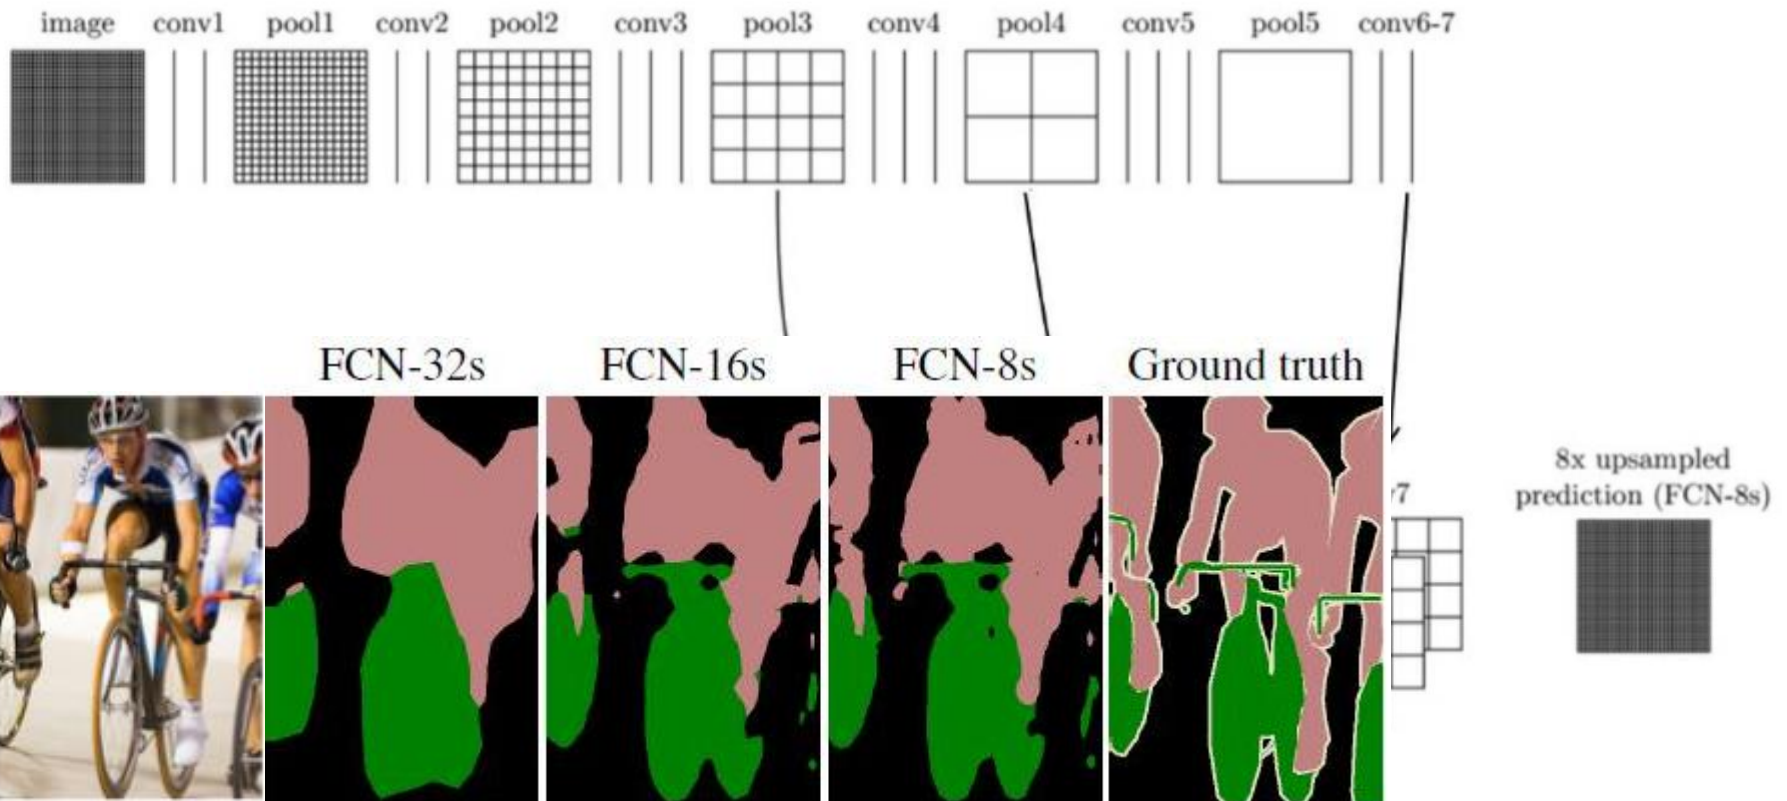 image conv1 pool1 conv2 pool2 conv3 pool3 conv4 pool4 conv5 pool5 conv6-7
FCN-32s FCN-16s FCN-8s Ground truth
8x upsampled
prediction (FCN-8s)